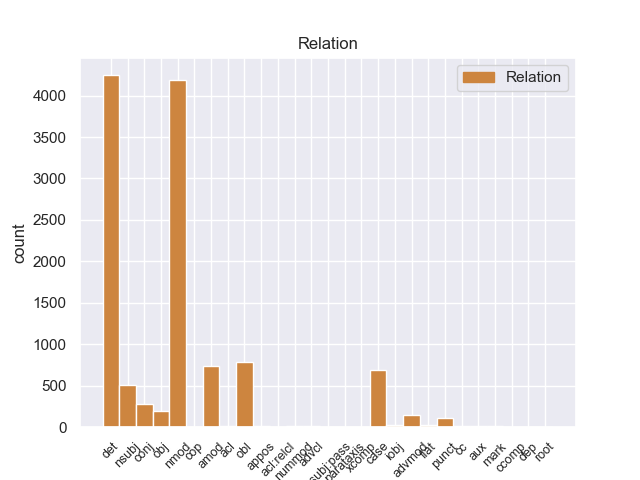 Relation
Relation
count
4000
3500
3000
2500
2000
1500
1000
500
0
det
nsubj
conj
obj
nmod
cop
amod
acl
obl
appos
acl:relcl
nummod
advcl
nsubj:pass
parataxis
xcomp
case
iobj
advmod
flat
punct
cc
aux
mark
ccomp
dep
root